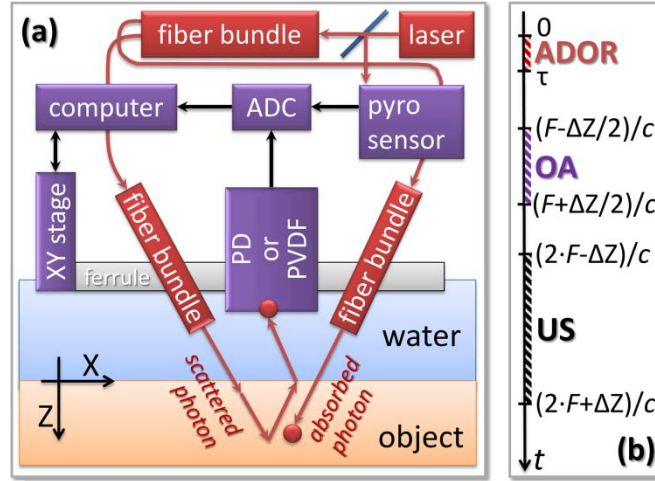 (a)
fiber bundle
laser
computer
ADC
pyro
sensor
XY stage
fiber bundle
PD
or
PVDF
fiber bundle
ferrule
water
X
Z
scattered
photon
absorbed
photon
object
0
ADOR
τ
(F-ΔZ/2)/c
OA
(F+ΔZ/2)/c
(2·F-ΔZ)/c
US
(2·F+ΔZ)/c
t
(b)